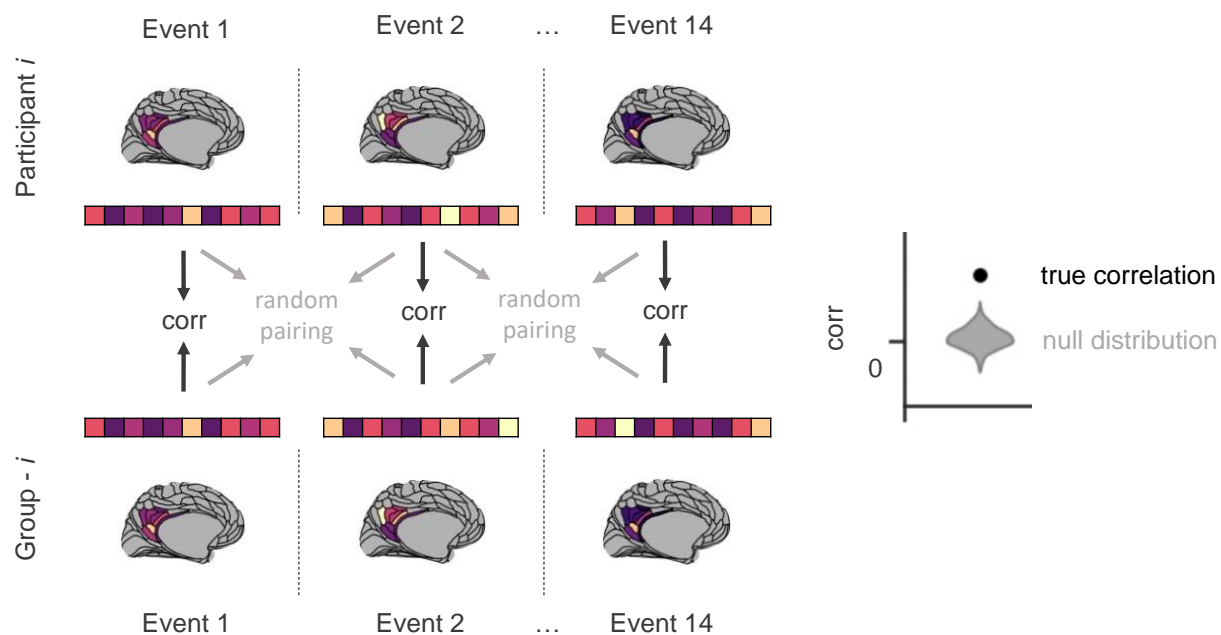 Event 1
Event 2
...
Event 14
Participant i
corr
random
pairing
corr
random
pairing
corr
Group - i
Event 1
Event 2
...
Event 14
corr
0
true correlation
null distribution